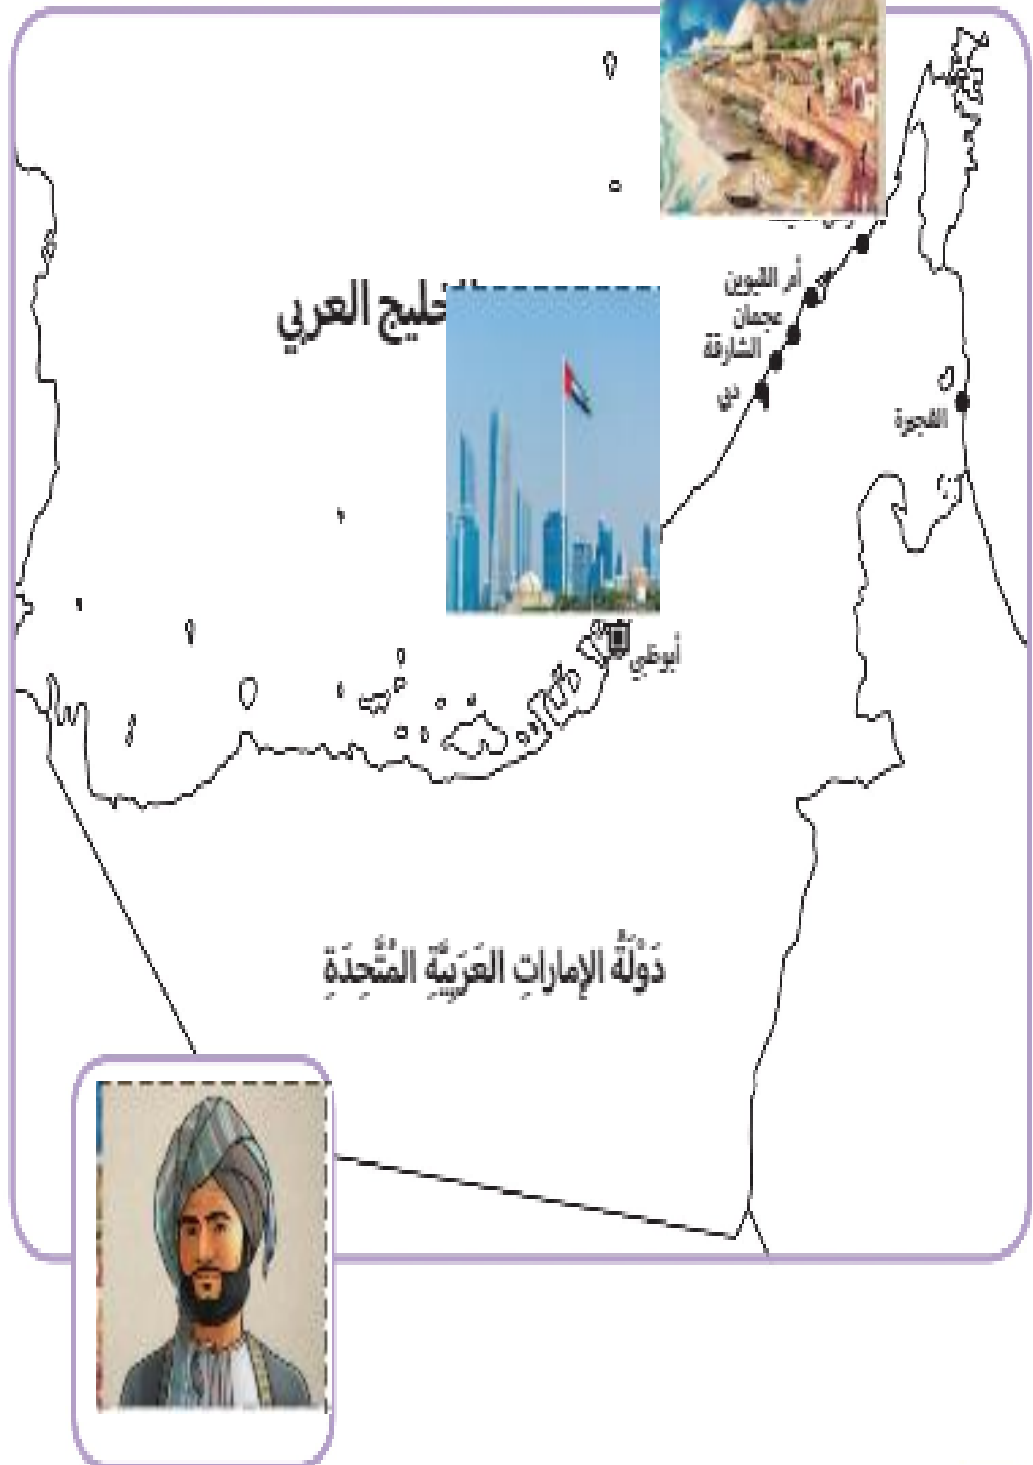 أم القيوين
الخليج العربي
عجمان
الشارقة
دبي
الفجيرة
أبوظبي
دَوْلَةُ الإماراتِ العَرَبِيَّةِ المُتَّحِدَةِ